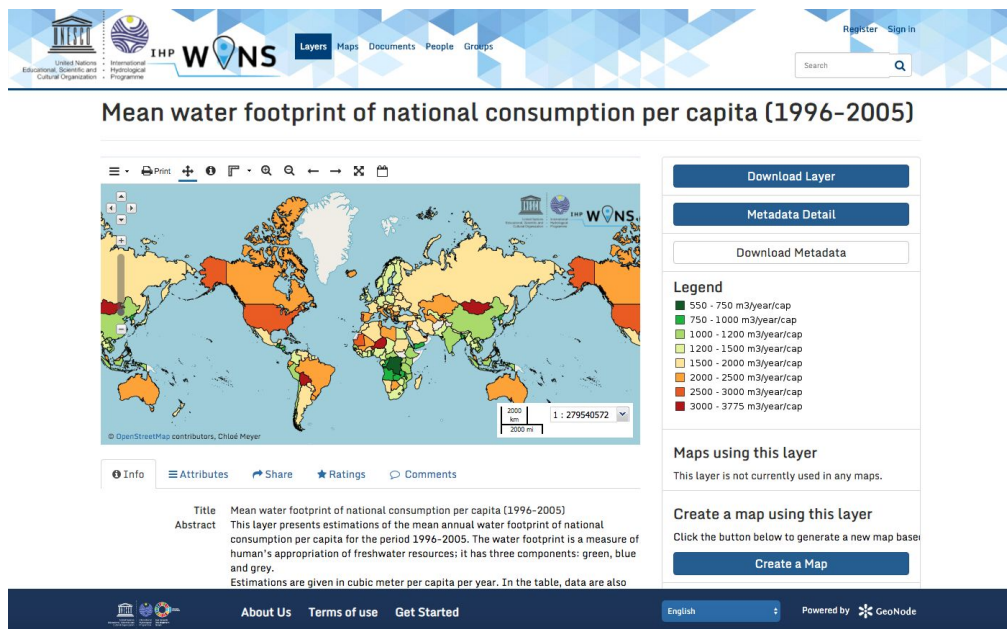 UNESCO
United Nations
Educational, Scientific and
Cultural Organization
International
Hydrological
Programme
IHP WINS
Layers Maps Documents People Groups
Register Sign in
Search
Mean water footprint of national consumption per capita (1996-2005)
Print
IHP WINS
2000
km
2000 mi
1 : 279540572
© OpenStreetMap contributors, Chloé Meyer
Download Layer
Metadata Detail
Download Metadata
Legend
550 - 750 m3/year/cap
750 - 1000 m3/year/cap
1000 - 1200 m3/year/cap
1200 - 1500 m3/year/cap
1500 - 2000 m3/year/cap
2000 - 2500 m3/year/cap
2500 - 3000 m3/year/cap
3000 - 3775 m3/year/cap
Maps using this layer
This layer is not currently used in any maps.
Create a map using this layer
Click the button below to generate a new map base
Create a Map
Info Attributes Share Ratings Comments
Title Mean water footprint of national consumption per capita (1996-2005)
Abstract This layer presents estimations of the mean annual water footprint of national
consumption per capita for the period 1996-2005. The water footprint is a measure of
human's appropriation of freshwater resources; it has three components: green, blue
and grey.
Estimations are given in cubic meter per capita per year. In the table, data are also
About Us Terms of use Get Started
English
Powered by GeoNode